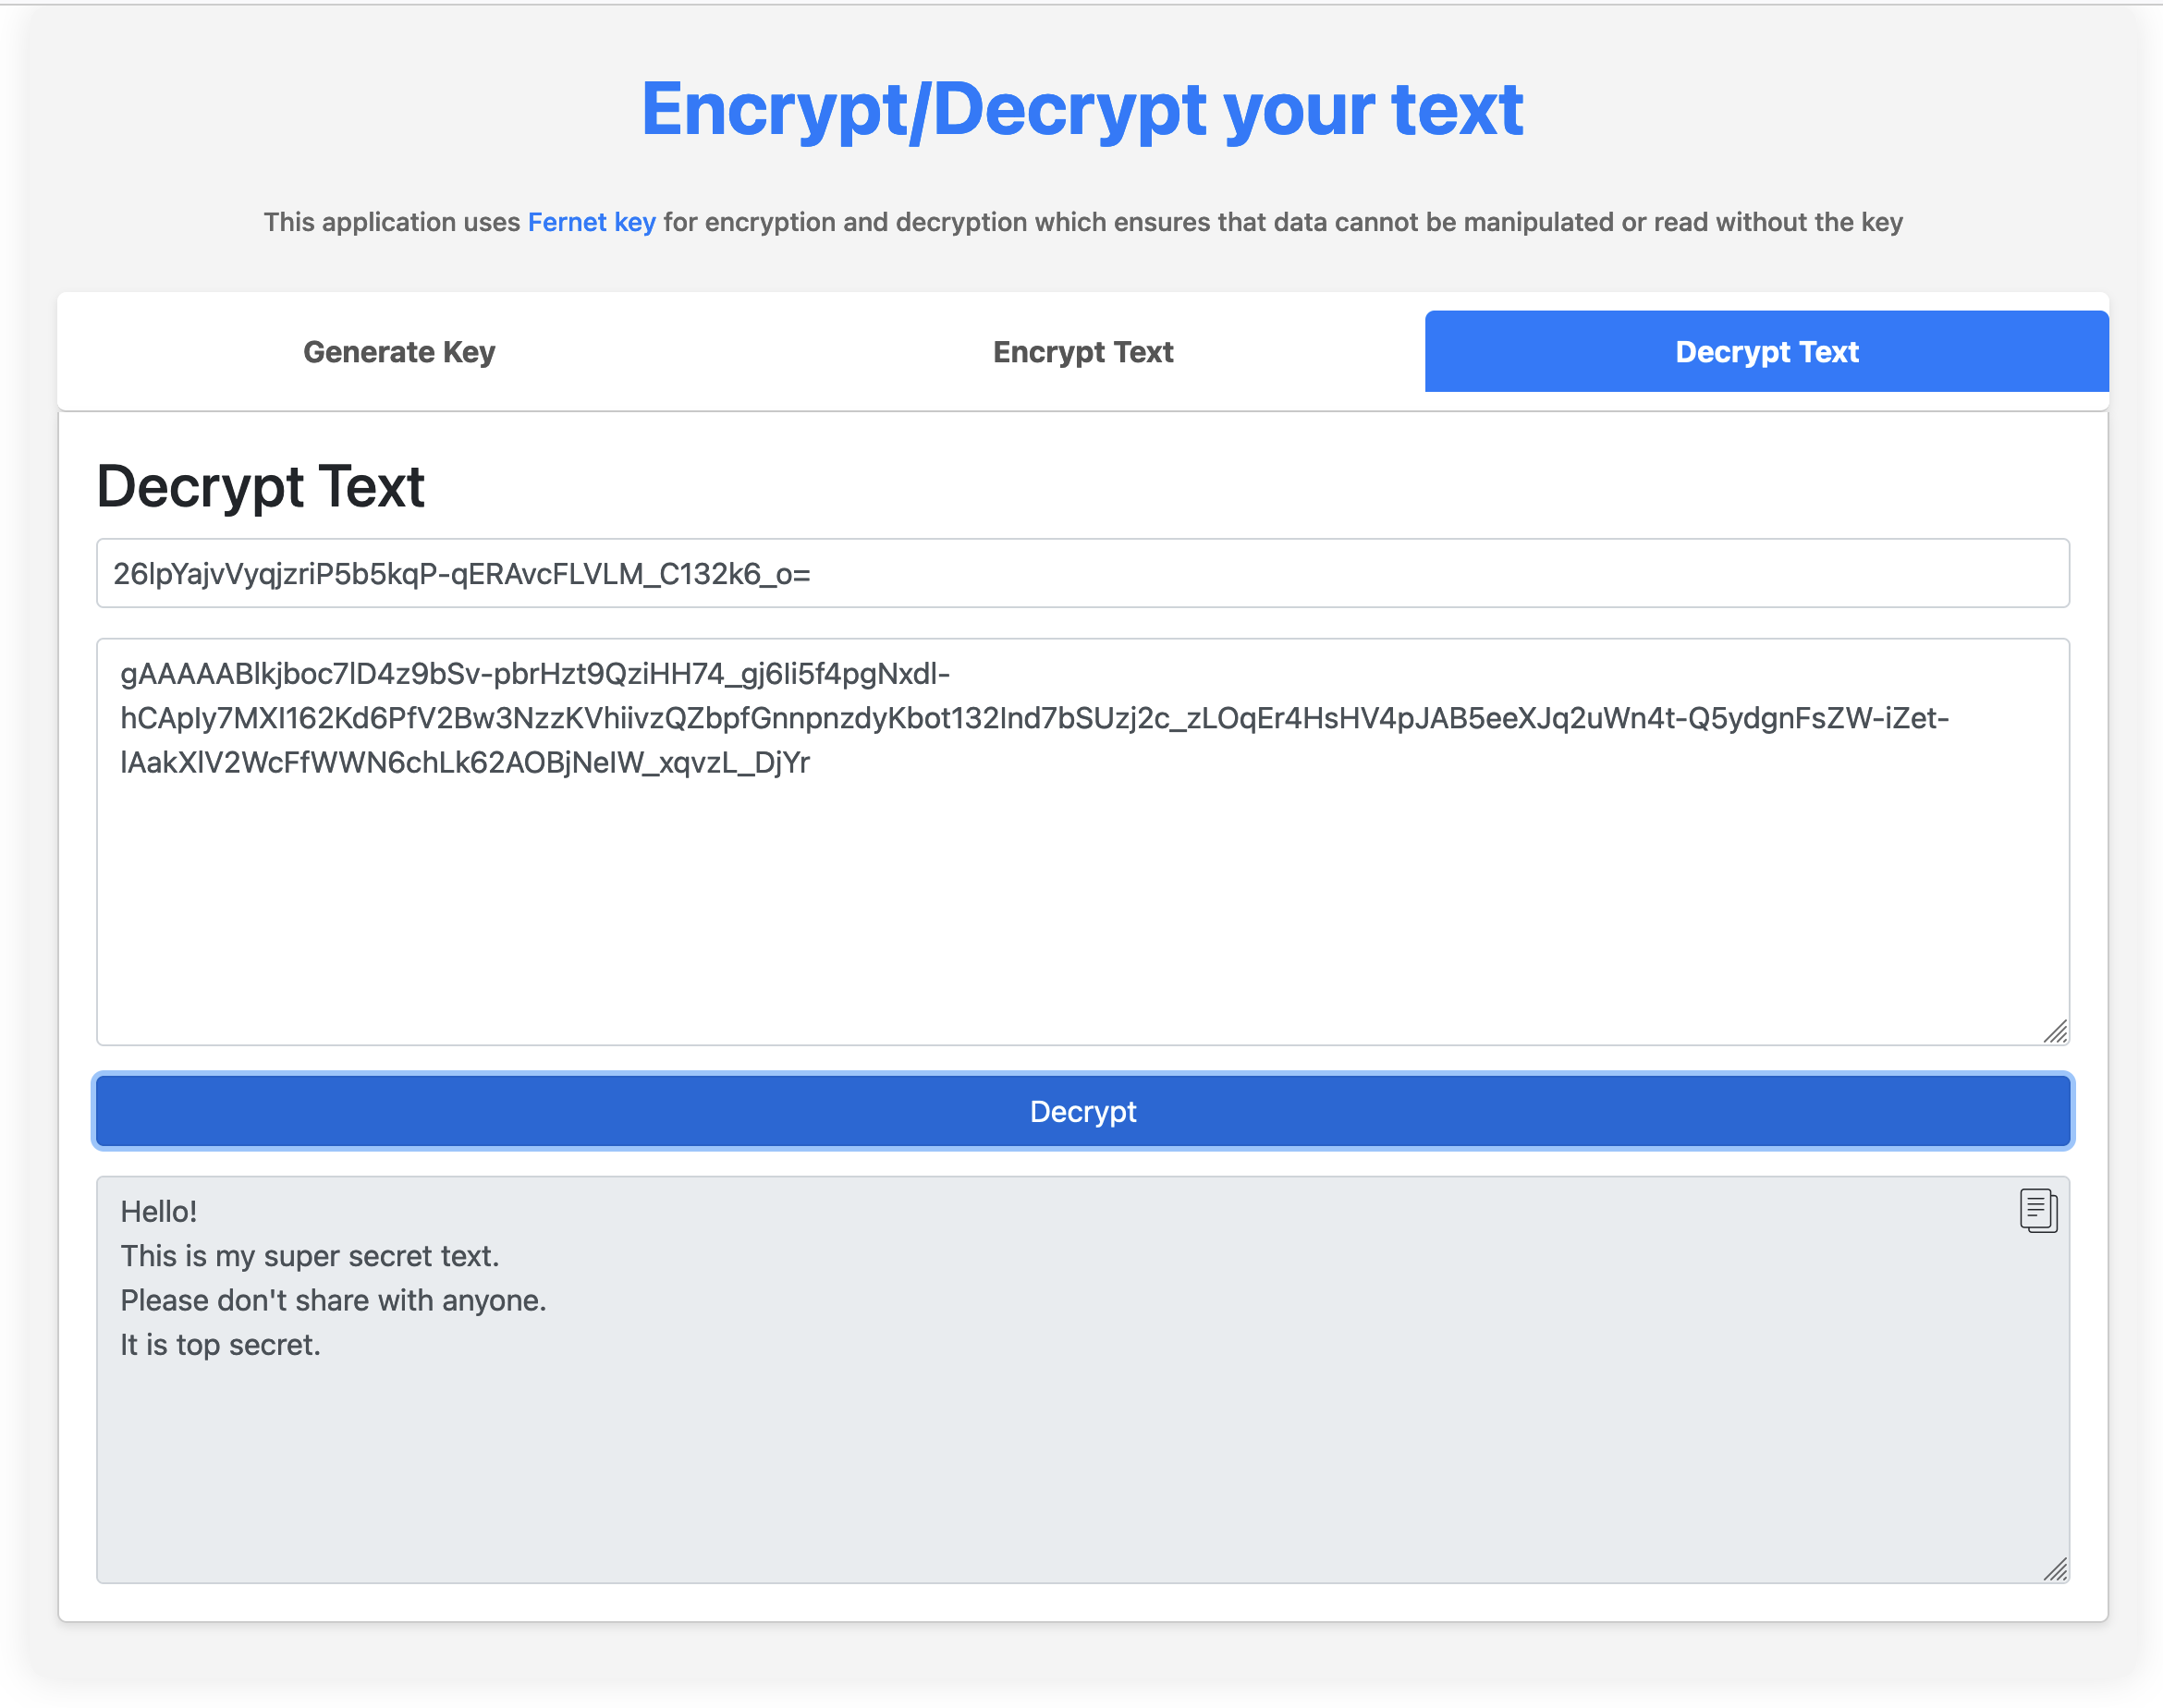 Encrypt/Decrypt your text
This application uses Fernet key for encryption and decryption which ensures that data cannot be manipulated or read without the key
Generate Key
Encrypt Text
Decrypt Text
Decrypt Text
26lpYajvVyqjzriP5b5kqP-qERAvcFLVLM_C132k6_o=
gAAAAABlkjboc7lD4z9bSv-pbrHzt9QziHH74_gj6Ii5f4pgNxdl-
hCApIy7MXI162Kd6PfV2Bw3NzzKVhiivzQZbpfGnnpnzdyKbot132Ind7bSUzj2c_zLOqEr4HsHV4pJAB5eeXJq2uWn4t-Q5ydgnFsZW-iZet-
lAakXlV2WcFfWWN6chLk62AOBjNeIW_xqvzL_DjYr
Decrypt
Hello!
This is my super secret text.
Please don't share with anyone.
It is top secret.